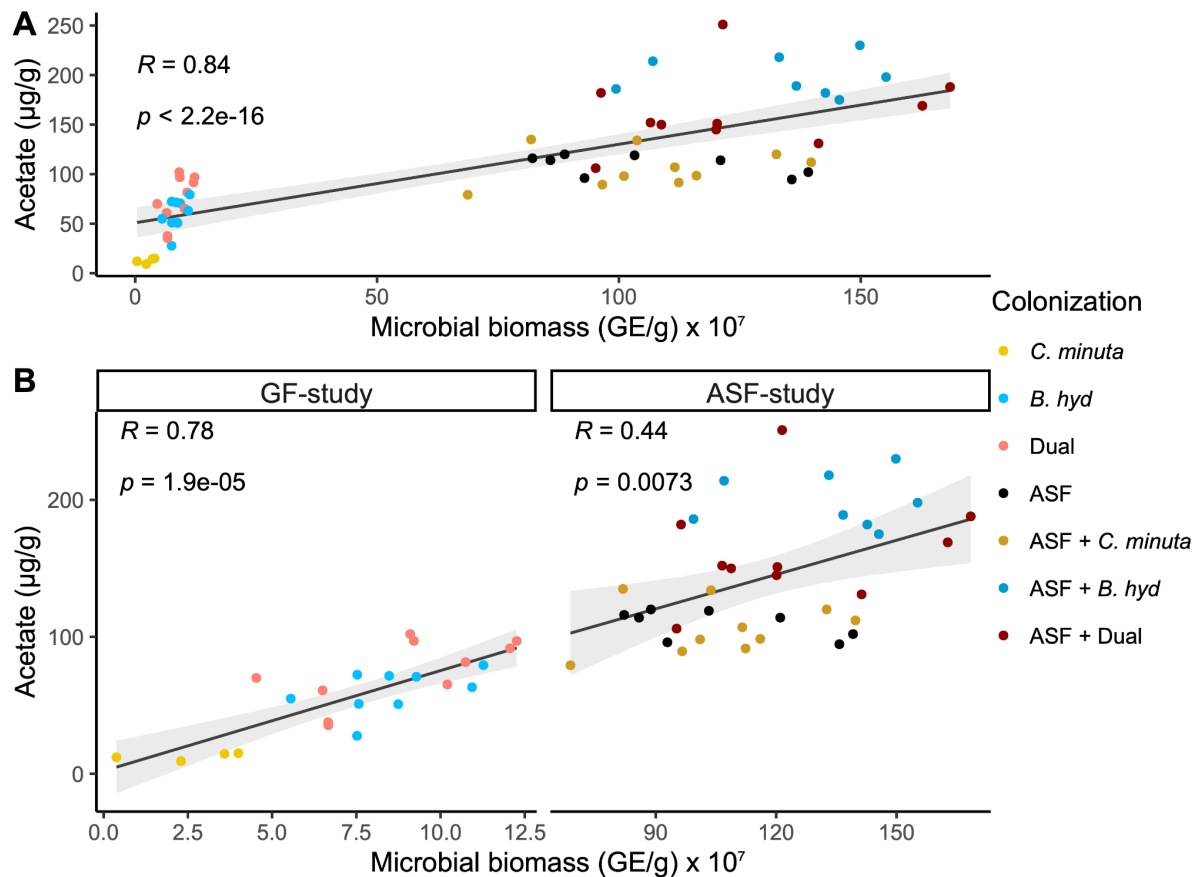 A
Acetate (µg/g)
250
200
150
100
50
0
R = 0.84
p < 2.2e-16
0
50
100
150
Microbial biomass (GE/g) x 10⁷
B
GF-study
ASF-study
Acetate (µg/g)
200
100
0
R = 0.78
p = 1.9e-05
R = 0.44
p = 0.0073
0.0
2.5
5.0
7.5
10.0
12.5
90
120
150
Microbial biomass (GE/g) x 10⁷
Colonization
C. minuta
B. hyd
Dual
ASF
ASF + C. minuta
ASF + B. hyd
ASF + Dual